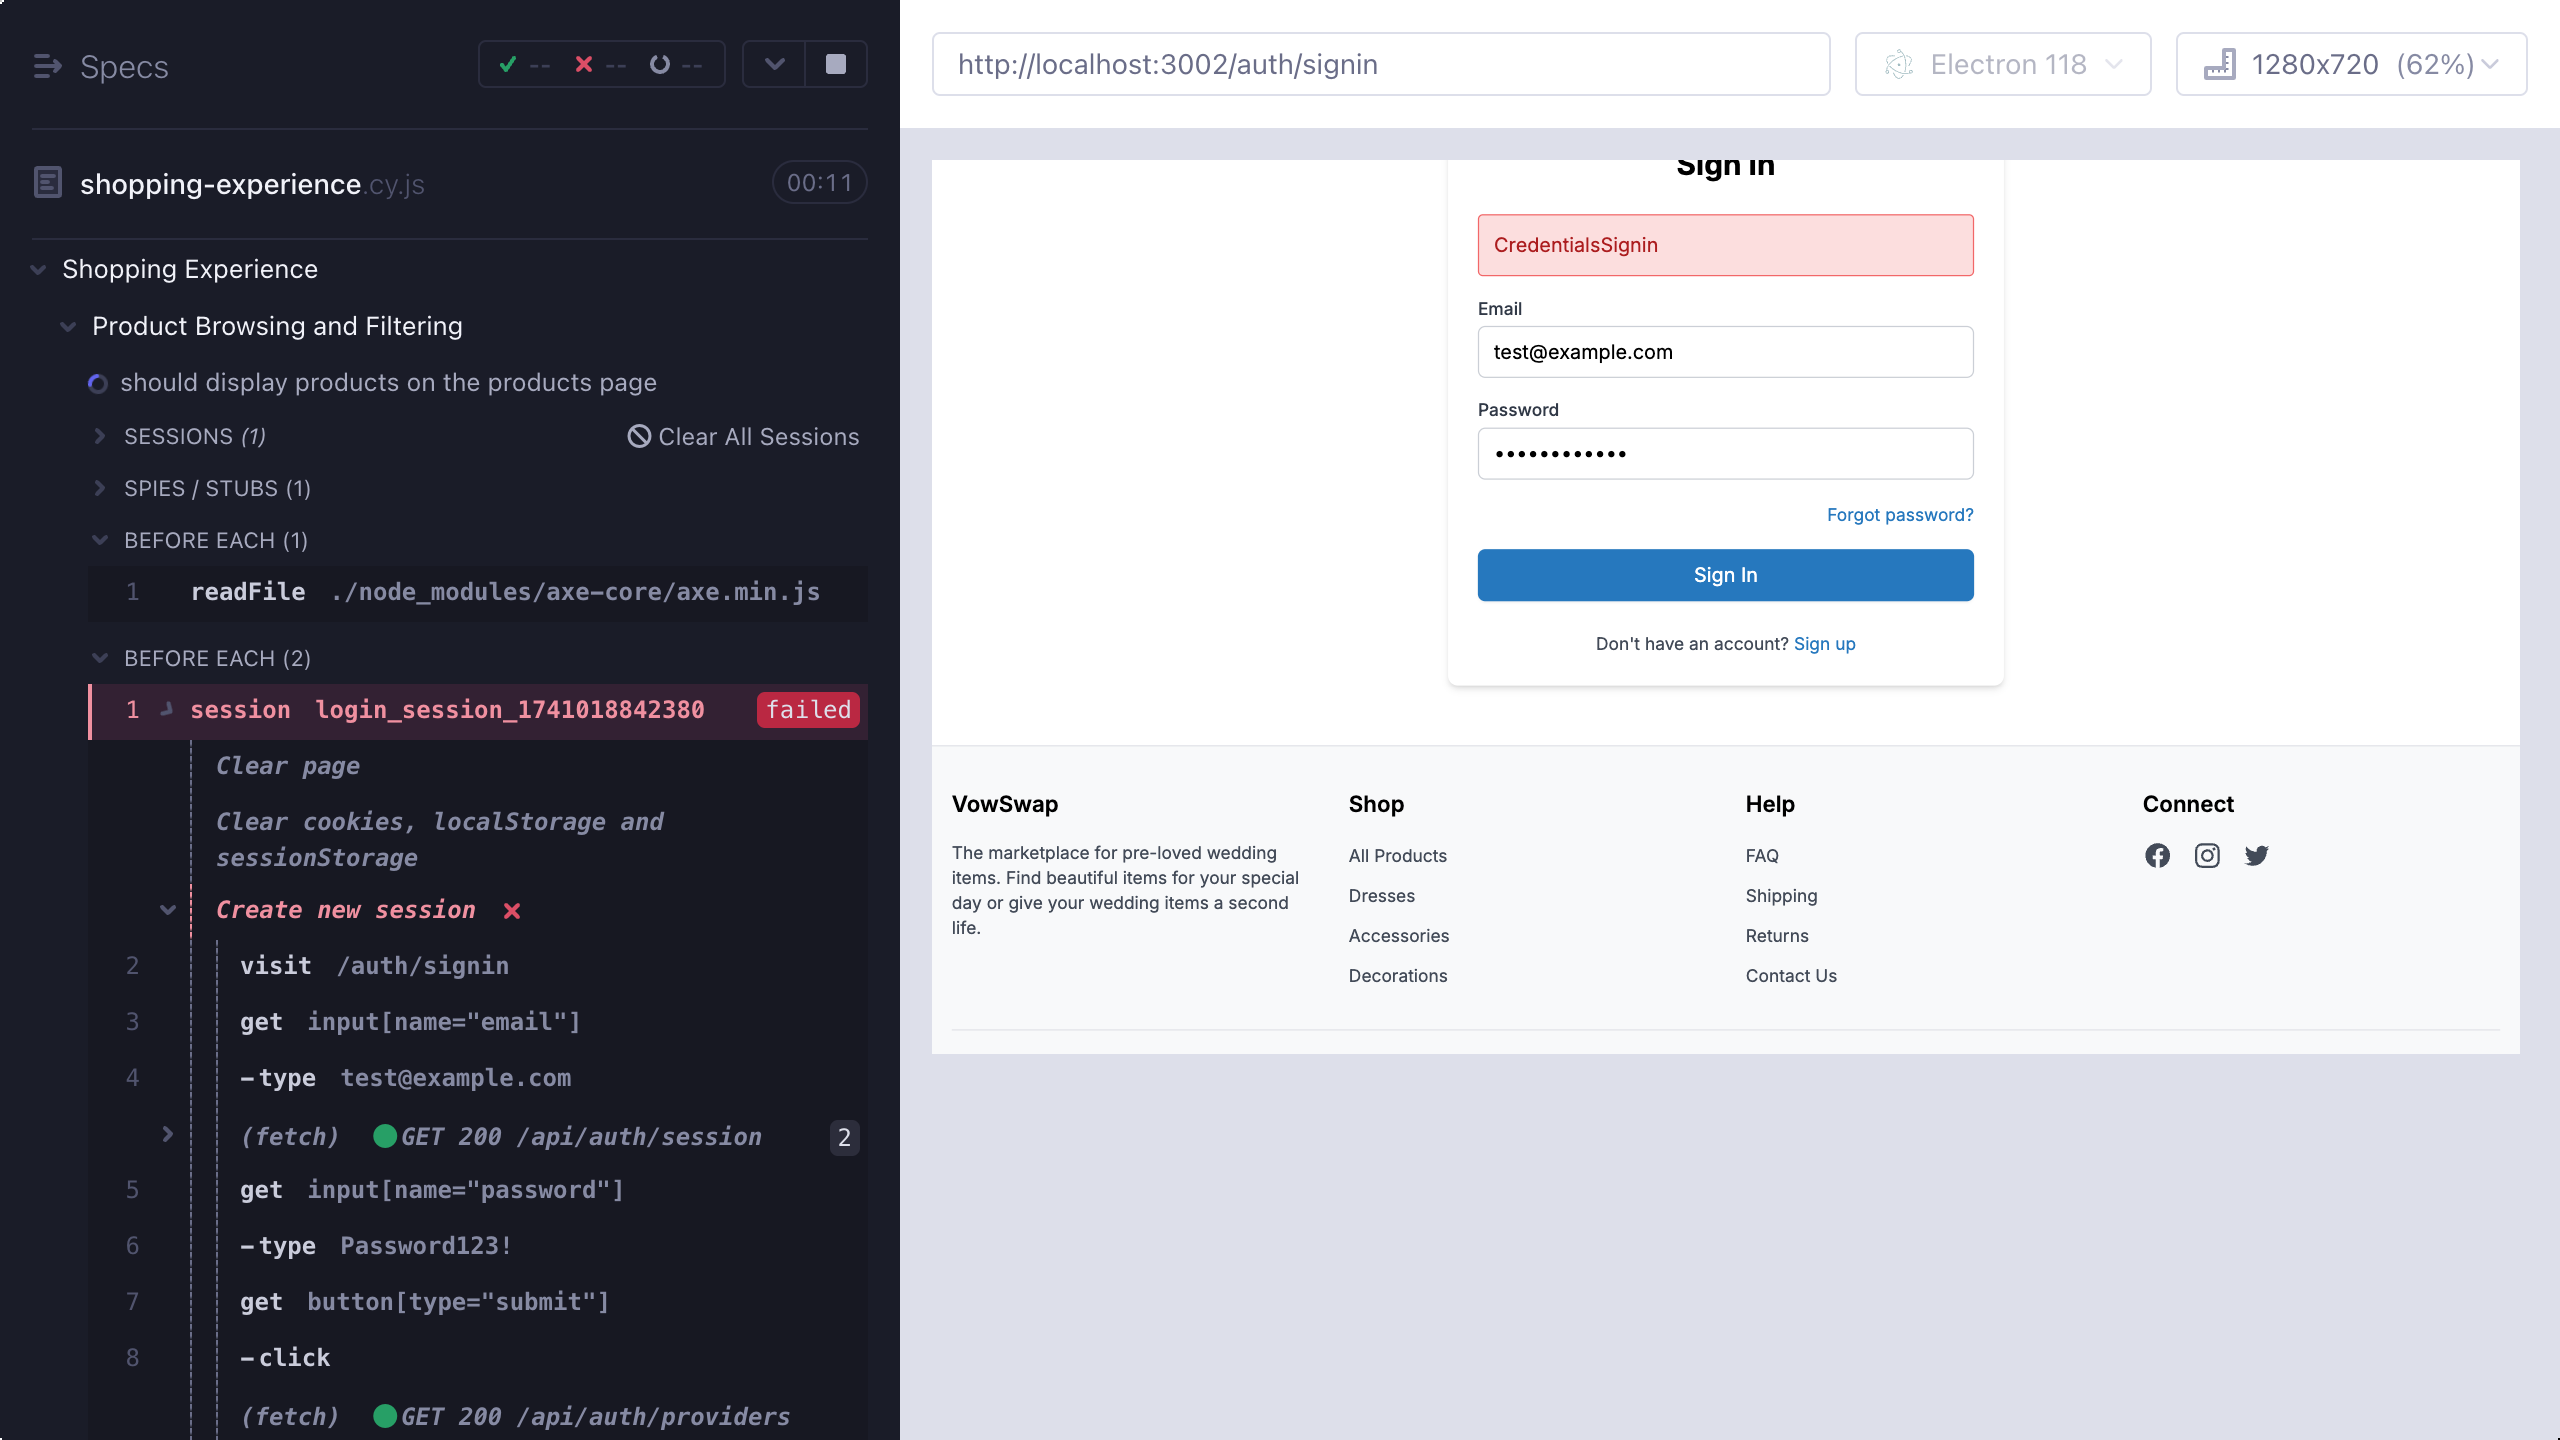 Specs
-- -- --
shopping-experience.cy.js
00:11
Shopping Experience
Product Browsing and Filtering
should display products on the products page
SESSIONS (1)
Clear All Sessions
SPIES / STUBS (1)
BEFORE EACH (1)
1 readFile ./node_modules/axe-core/axe.min.js
BEFORE EACH (2)
1 session login_session_1741018842380 failed
Clear page
Clear cookies, localStorage and
sessionStorage
Create new session
2 visit /auth/signin
3 get input[name="email"]
4 -type test@example.com
(fetch) GET 200 /api/auth/session 2
5 get input[name="password"]
6 -type Password123!
7 get button[type="submit"]
8 -click
(fetch) GET 200 /api/auth/providers
http://localhost:3002/auth/signin
Electron 118
1280x720 (62%)
Sign In
CredentialsSignin
Email
test@example.com
Password
••••••••••••
Forgot password?
Sign In
Don't have an account? Sign up
VowSwap
The marketplace for pre-loved wedding
items. Find beautiful items for your special
day or give your wedding items a second
life.
Shop
All Products
Dresses
Accessories
Decorations
Help
FAQ
Shipping
Returns
Contact Us
Connect